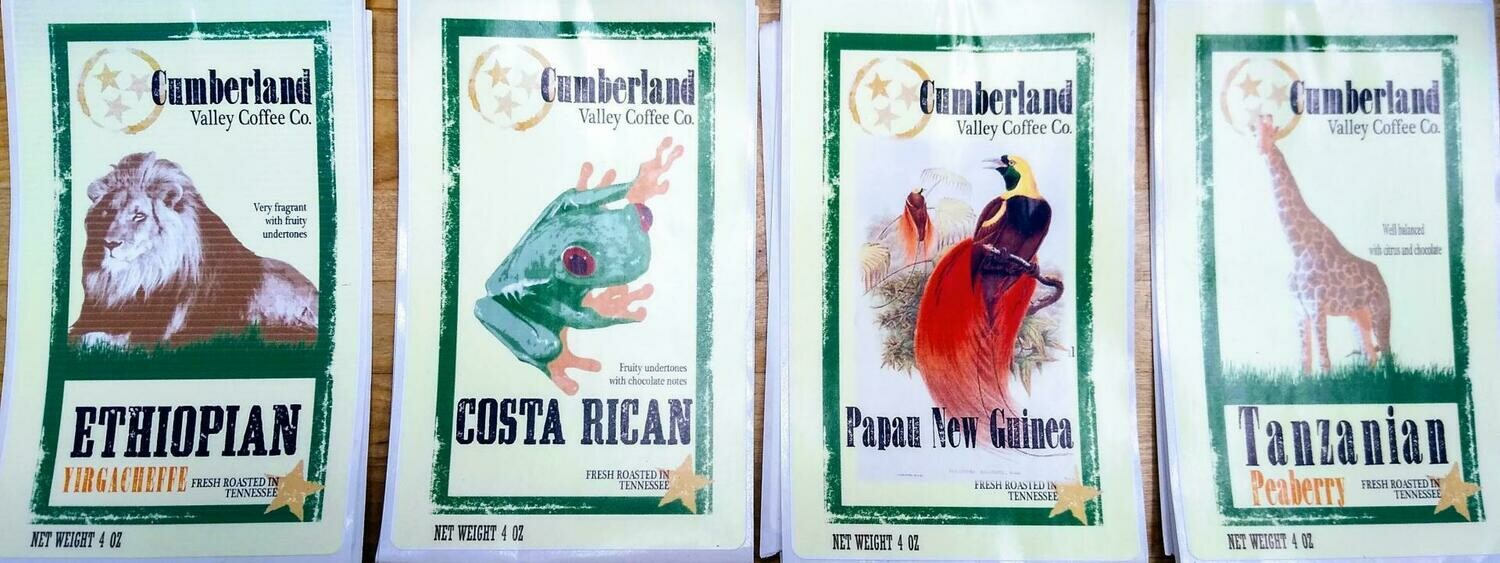 Cumberland
Valley Coffee Co.
Very fragrant
with fruity
undertones
ETHIOPIAN
YIRGACHEFFE
FRESH ROASTED IN
TENNESSEE
NET WEIGHT 4 OZ
Cumberland
Valley Coffee Co.
Fruity undertones
with chocolate notes
COSTA RICAN
FRESH ROASTED IN
TENNESSEE
NET WEIGHT 4 OZ
Cumberland
Valley Coffee Co.
Papau New Guinea
FRESH ROASTED IN
TENNESSEE
NET WEIGHT 4 OZ
Cumberland
Valley Coffee Co.
Well balanced
with citrus and chocolate
Tanzanian
Peaberry
FRESH ROASTED IN
TENNESSEE
NET WEIGHT 4 OZ